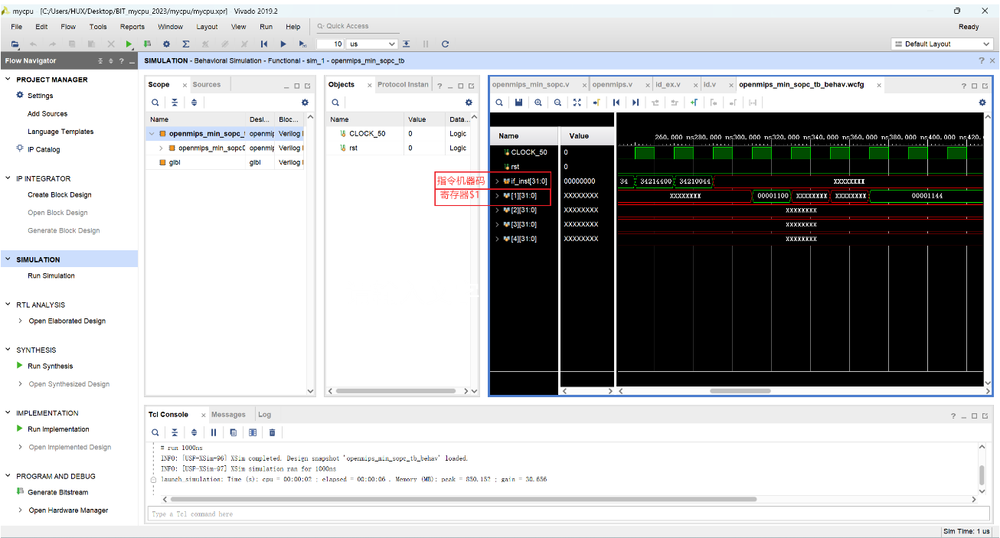 mycpu - [C:/Users/HUX/Desktop/BIT_mycpu_2023/mycpu/mycpu.xpr] - Vivado 2019.2
File Edit Flow Tools Reports Window Layout View Run Help Quick Access
Ready
10 us
Default Layout
Flow Navigator
SIMULATION - Behavioral Simulation - Functional - sim_1 - openmips_min_sopc_tb
PROJECT MANAGER
Settings
Add Sources
Language Templates
IP Catalog
IP INTEGRATOR
Create Block Design
Open Block Design
Generate Block Design
SIMULATION
Run Simulation
RTL ANALYSIS
Open Elaborated Design
SYNTHESIS
Run Synthesis
Open Synthesized Design
IMPLEMENTATION
Run Implementation
Open Implemented Design
PROGRAM AND DEBUG
Generate Bitstream
Open Hardware Manager
Scope Sources
Name Desi... Bloc...
openmips_min_sopc_ openmip Verilog
openmips_min_sopc openmip Verilog
glbl glbl Verilog
Objects Protocol Instan
Name Value Data...
CLOCK_50 0 Logic
rst 0 Logic
openmips_min_sopc.v openmips.v id_ex.v id.v openmips_min_sopc_tb_behav.wcfg
Name Value
260.000 ns 280.000 ns 300.000 ns 320.000 ns 340.000 ns 360.000 ns 380.000 ns 400.000 ns 420.
CLOCK_50 0
rst 0
指令机器码 if_inst[31:0] 00000000 34 34214400 34210044 XXXXXXXX
寄存器$1 [1][31:0] XXXXXXXX XXXXXXXX 00001100 XXXXXXXX XXXXXXXX 00001144
[2][31:0] XXXXXXXX XXXXXXXX
[3][31:0] XXXXXXXX XXXXXXXX
[4][31:0] XXXXXXXX XXXXXXXX
Tcl Console Messages Log
# run 1000ns
INFO: [USF-XSim-96] XSim completed. Design snapshot 'openmips_min_sopc_tb_behav' loaded.
INFO: [USF-XSim-97] XSim simulation ran for 1000ns
launch_simulation: Time (s): cpu = 00:00:02 ; elapsed = 00:00:06 . Memory (MB): peak = 850.152 ; gain = 30.656
Type a Tcl command here
Sim Time: 1 us